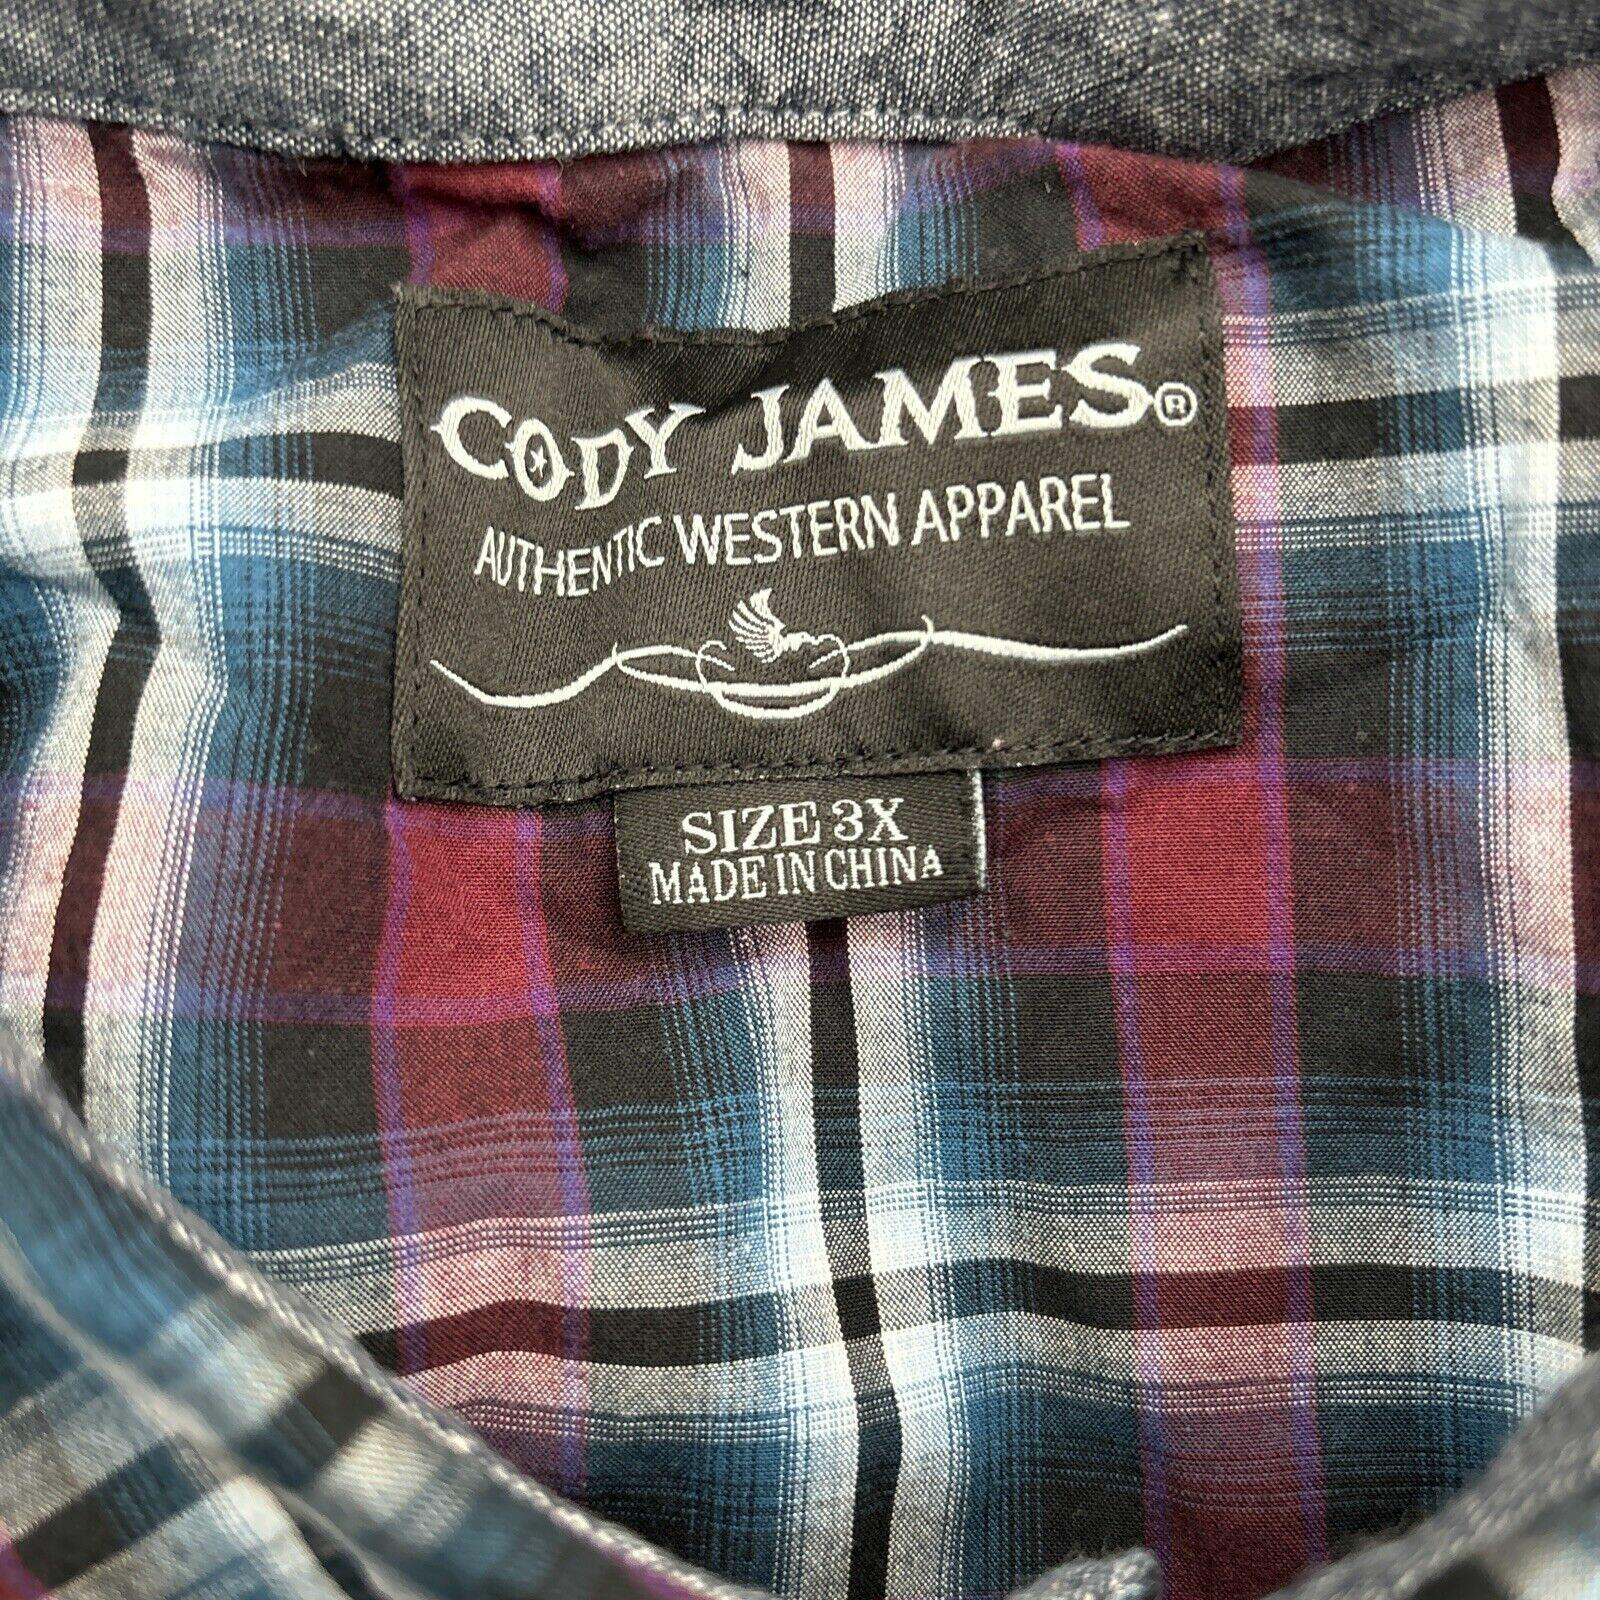 CODY JAMES®
AUTHENTIC WESTERN APPAREL
SIZE 3X
MADE IN CHINA